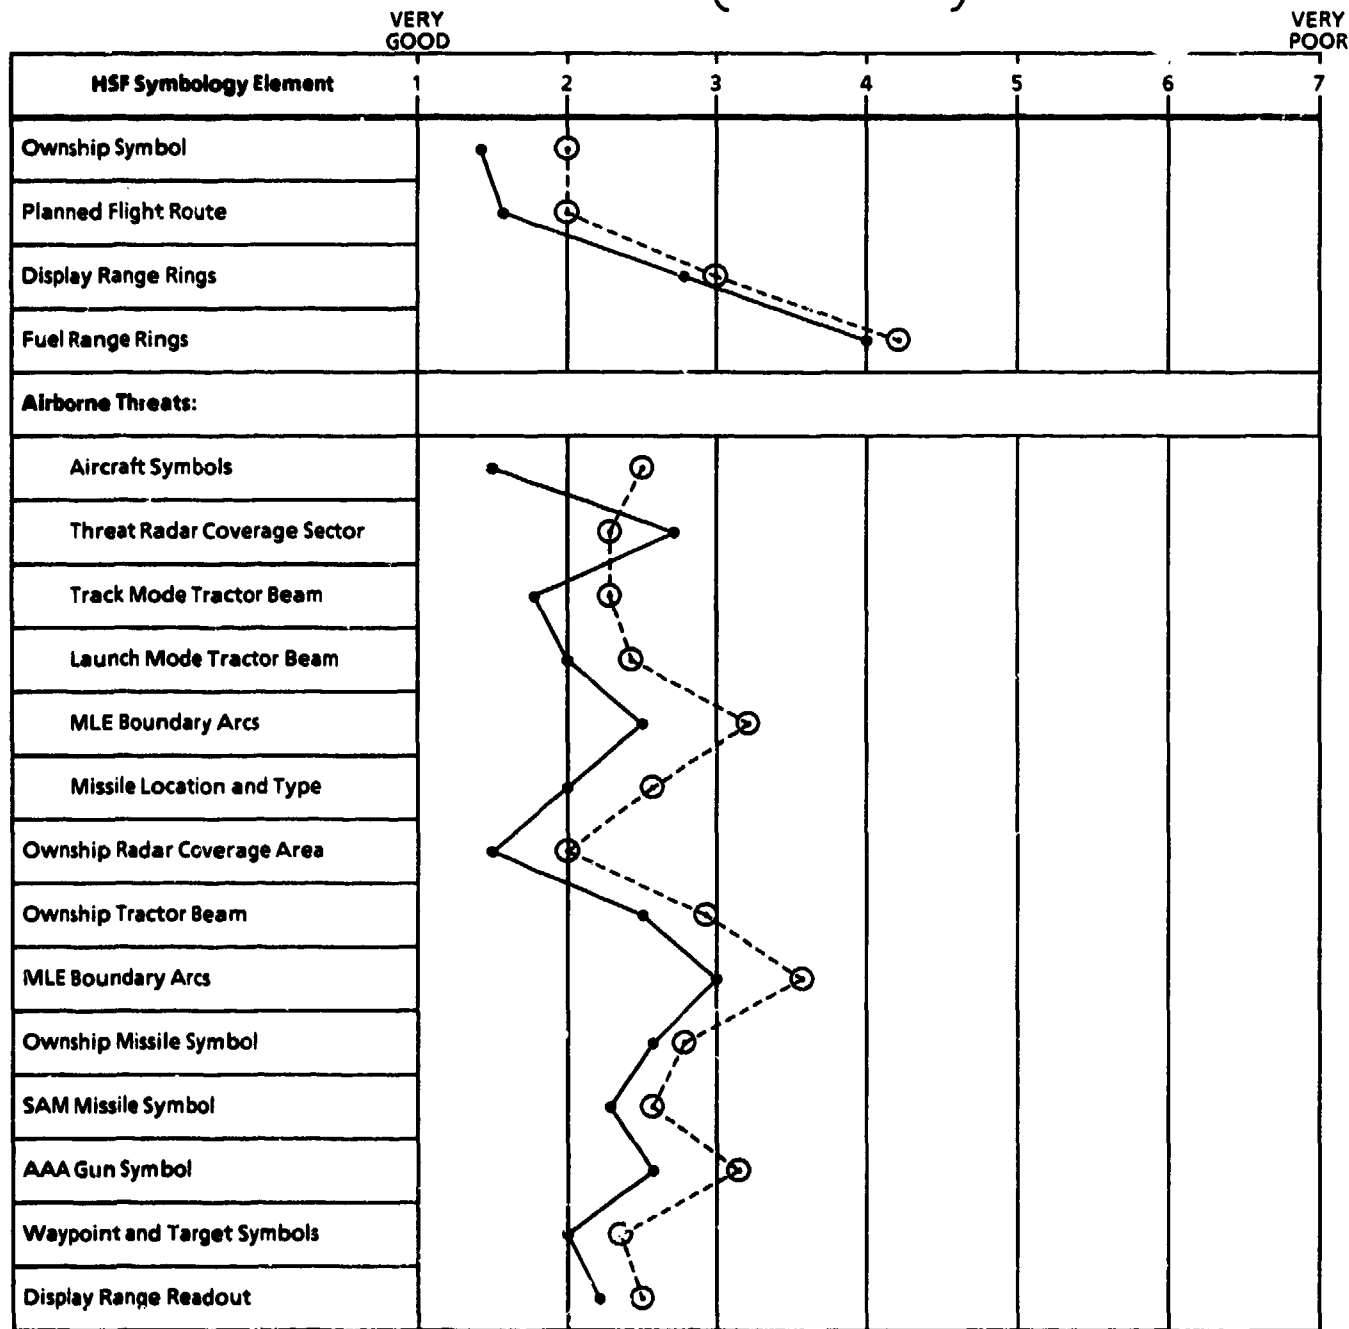 VERY GOOD
VERY POOR
HSF Symbology Element 1 2 3 4 5 6 7
Ownship Symbol
Planned Flight Route
Display Range Rings
Fuel Range Rings
Airborne Threats:
Aircraft Symbols
Threat Radar Coverage Sector
Track Mode Tractor Beam
Launch Mode Tractor Beam
MLE Boundary Arcs
Missile Location and Type
Ownship Radar Coverage Area
Ownship Tractor Beam
MLE Boundary Arcs
Ownship Missile Symbol
SAM Missile Symbol
AAA Gun Symbol
Waypoint and Target Symbols
Display Range Readout